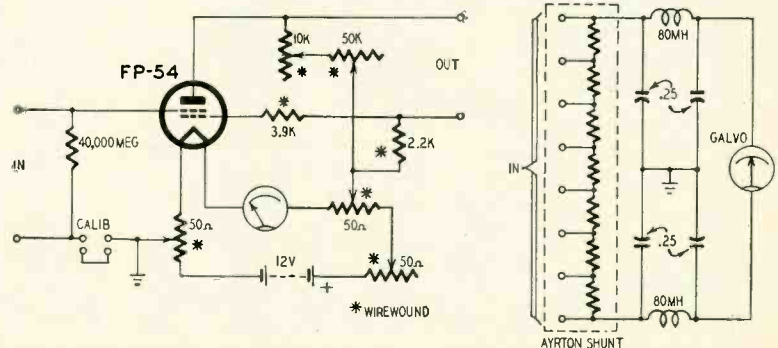 10K
50K
FP-54
OUT
3.9K
2.2K
40,000 MEG
IN
CALIB
50Ω
50Ω
12V
50Ω
+
* WIREWOUND
80MH
.25
IN
GALVO
.25
80MH
AYRTON SHUNT